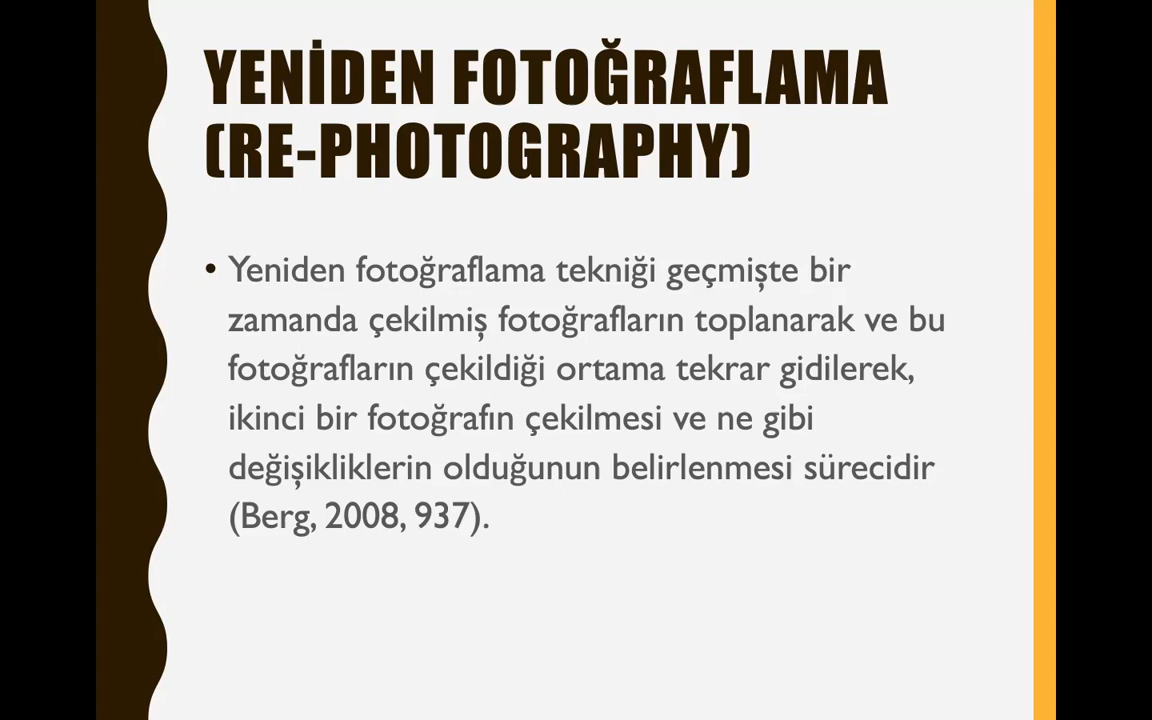 YENİDEN FOTOĞRAFLAMA
(RE-PHOTOGRAPHY)
• Yeniden fotoğraflama tekniği geçmişte bir
zamanda çekilmiş fotoğrafların toplanarak ve bu
fotoğrafların çekildiği ortama tekrar gidilerek,
ikinci bir fotoğrafın çekilmesi ve ne gibi
değişikliklerin olduğunun belirlenmesi sürecidir
(Berg, 2008, 937).